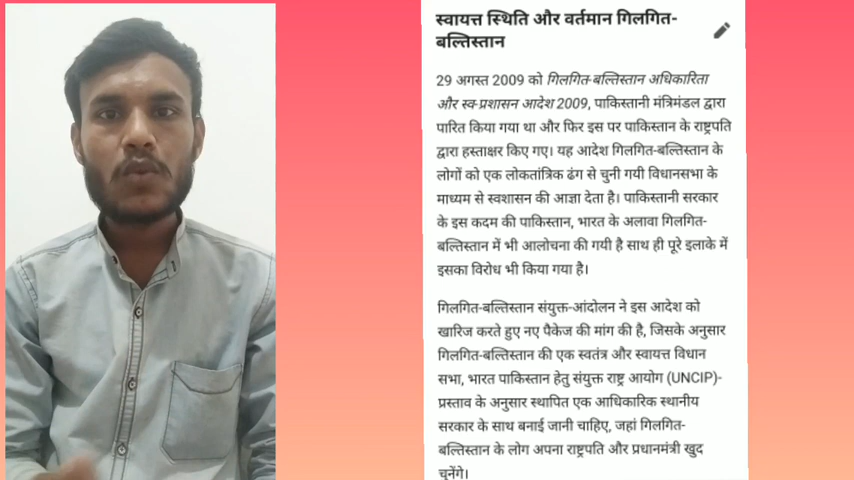 स्वायत्त स्थिति और वर्तमान गिलगित-
बल्तिस्तान
29 अगस्त 2009 को गिलगित-बल्तिस्तान अधिकारिता
और स्व-प्रशासन आदेश 2009, पाकिस्तानी मंत्रिमंडल द्वारा
पारित किया गया था और फिर इस पर पाकिस्तान के राष्ट्रपति
द्वारा हस्ताक्षर किए गए। यह आदेश गिलगित-बल्तिस्तान के
लोगों को एक लोकतांत्रिक ढंग से चुनी गयी विधानसभा के
माध्यम से स्वशासन की आज्ञा देता है। पाकिस्तानी सरकार
के इस कदम की पाकिस्तान, भारत के अलावा गिलगित-
बल्तिस्तान में भी आलोचना की गयी है साथ ही पूरे इलाके में
इसका विरोध भी किया गया है।
गिलगित-बल्तिस्तान संयुक्त-आंदोलन ने इस आदेश को
खारिज करते हुए नए पैकेज की मांग की है, जिसके अनुसार
गिलगित-बल्तिस्तान की एक स्वतंत्र और स्वायत्त विधान
सभा, भारत पाकिस्तान हेतु संयुक्त राष्ट्र आयोग (UNCIP)-
प्रस्ताव के अनुसार स्थापित एक आधिकारिक स्थानीय
सरकार के साथ बनाई जानी चाहिए, जहां गिलगित-
बल्तिस्तान के लोग अपना राष्ट्रपति और प्रधानमंत्री खुद
चुनेंगे।